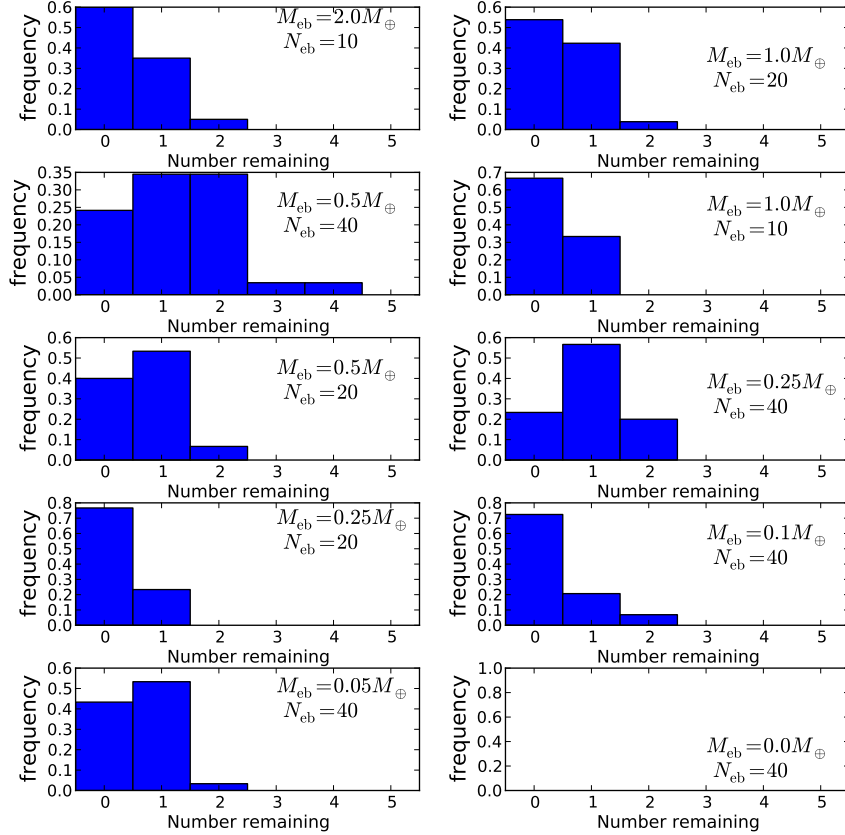 0.6
0.5
0.4
0.3
0.2
0.1
0.0
frequency
M_eb=2.0M_⊕
N_eb=10
0 1 2 3 4 5
Number remaining
0.6
0.5
0.4
0.3
0.2
0.1
0.0
frequency
M_eb=1.0M_⊕
N_eb=20
0 1 2 3 4 5
Number remaining
0.35
0.30
0.25
0.20
0.15
0.10
0.05
0.00
frequency
M_eb=0.5M_⊕
N_eb=40
0 1 2 3 4 5
Number remaining
0.7
0.6
0.5
0.4
0.3
0.2
0.1
0.0
frequency
M_eb=1.0M_⊕
N_eb=10
0 1 2 3 4 5
Number remaining
0.6
0.5
0.4
0.3
0.2
0.1
0.0
frequency
M_eb=0.5M_⊕
N_eb=20
0 1 2 3 4 5
Number remaining
0.6
0.5
0.4
0.3
0.2
0.1
0.0
frequency
M_eb=0.25M_⊕
N_eb=40
0 1 2 3 4 5
Number remaining
0.8
0.7
0.6
0.5
0.4
0.3
0.2
0.1
0.0
frequency
M_eb=0.25M_⊕
N_eb=20
0 1 2 3 4 5
Number remaining
0.8
0.7
0.6
0.5
0.4
0.3
0.2
0.1
0.0
frequency
M_eb=0.1M_⊕
N_eb=40
0 1 2 3 4 5
Number remaining
0.6
0.5
0.4
0.3
0.2
0.1
0.0
frequency
M_eb=0.05M_⊕
N_eb=40
0 1 2 3 4 5
Number remaining
1.0
0.8
0.6
0.4
0.2
0.0
frequency
M_eb=0.0M_⊕
N_eb=40
0 1 2 3 4 5
Number remaining